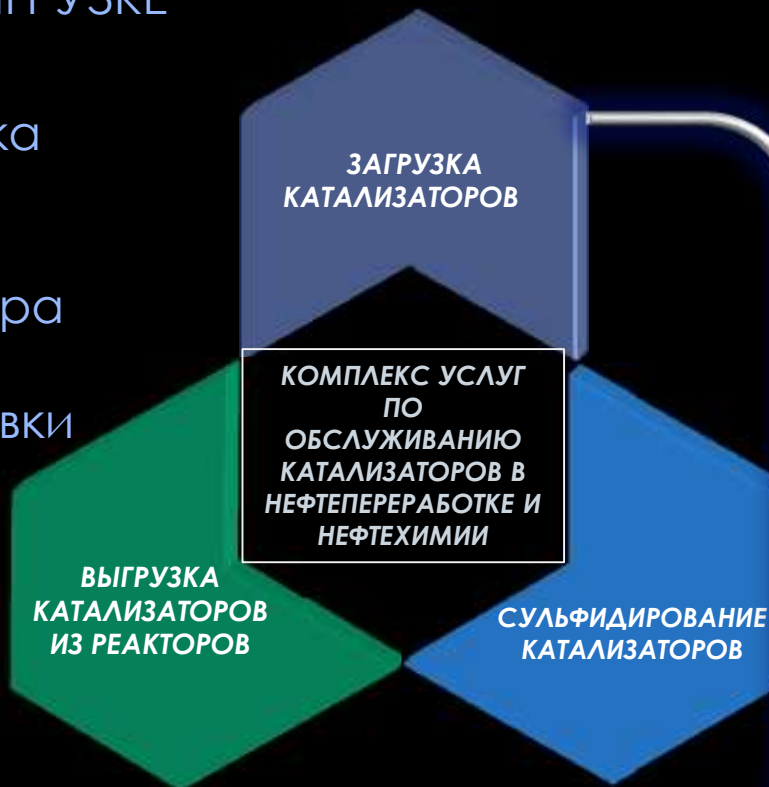 ЗАГРУЗКА
КАТАЛИЗАТОРОВ
КОМПЛЕКС УСЛУГ
ПО
ОБСЛУЖИВАНИЮ
КАТАЛИЗАТОРОВ В
НЕФТЕПЕРЕРАБОТКЕ И
НЕФТЕХИМИИ
ВЫГРУЗКА
КАТАЛИЗАТОРОВ
ИЗ РЕАКТОРОВ
СУЛЬФИДИРОВАНИЕ
КАТАЛИЗАТОРОВ